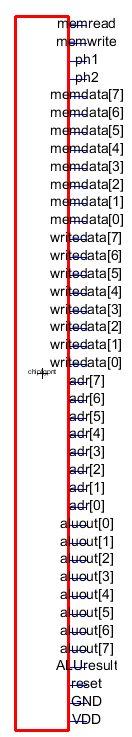 memread
memwrite
ph1
ph2
memdata[7]
memdata[6]
memdata[5]
memdata[4]
memdata[3]
memdata[2]
memdata[1]
memdata[0]
writedata[7]
writedata[6]
writedata[5]
writedata[4]
writedata[3]
writedata[2]
writedata[1]
writedata[0]
adr[7]
adr[6]
adr[5]
adr[4]
adr[3]
adr[2]
adr[1]
adr[0]
aluout[0]
aluout[1]
aluout[2]
aluout[3]
aluout[4]
aluout[5]
aluout[6]
aluout[7]
ALUresult
reset
GND
VDD